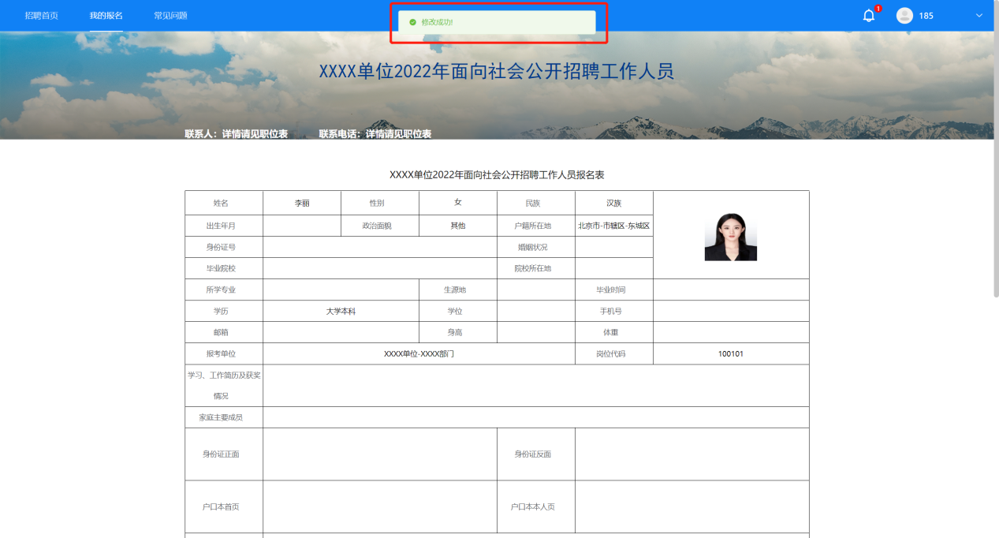 招聘首页 我的报名 常见问题 修改成功! 1 185
XXXX单位2022年面向社会公开招聘工作人员
联系人：详情请见职位表 联系电话：详情请见职位表
XXXX单位2022年面向社会公开招聘工作人员报名表
姓名 李丽 性别 女 民族 汉族
出生年月 政治面貌 其他 户籍所在地 北京市-市辖区-东城区
身份证号 婚姻状况
毕业院校 院校所在地
所学专业 生源地 毕业时间
学历 大学本科 学位 手机号
邮箱 身高 体重
报考单位 XXXX单位-XXXX部门 岗位代码 100101
学习、工作简历及获奖
情况
家庭主要成员
身份证正面 身份证反面
户口本首页 户口本本人页